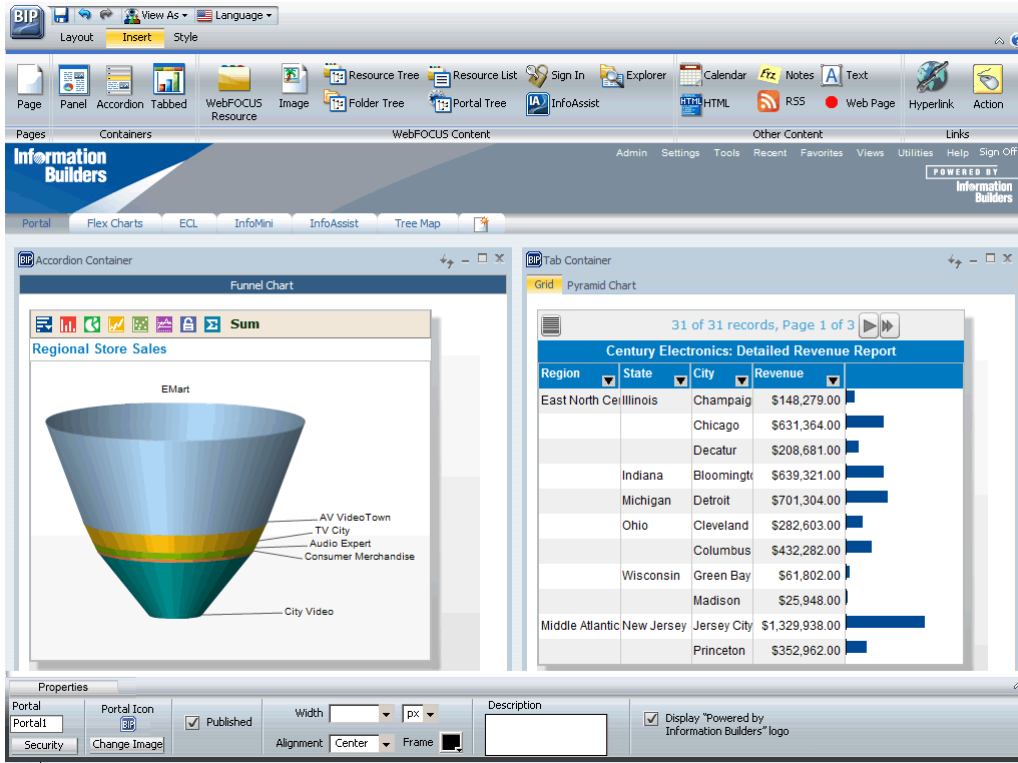 BIP View As Language
Layout Insert Style
Page Panel Accordion Tabbed WebFOCUS Resource Image Resource Tree Resource List Sign In Explorer Calendar Notes Text Hyperlink Action
Folder Tree Portal Tree IA InfoAssist HTML HTML RSS Web Page
Pages Containers WebFOCUS Content Other Content Links
Information Builders
Admin Settings Tools Recent Favorites Views Utilities Help Sign Off
POWERED BY
Information
Builders
Portal Flex Charts ECL InfoMini InfoAssist Tree Map
BIP Accordion Container
Funnel Chart
Sum
Regional Store Sales
EMart
AV VideoTown
TV City
Audio Expert
Consumer Merchandise
City Video
BIP Tab Container
Grid Pyramid Chart
31 of 31 records, Page 1 of 3
Century Electronics: Detailed Revenue Report
Region State City Revenue
East North Cei Illinois Champaig $148,279.00
Chicago $631,364.00
Decatur $208,681.00
Indiana Bloomingt $639,321.00
Michigan Detroit $701,304.00
Ohio Cleveland $282,603.00
Columbus $432,282.00
Wisconsin Green Bay $61,802.00
Madison $25,948.00
Middle Atlantic New Jersey Jersey City $1,329,938.00
Princeton $352,962.00
Properties
Portal Portal Icon Width px Description
Portal1 BIP Published Display "Powered by
Information Builders" logo
Security Change Image Alignment Center Frame